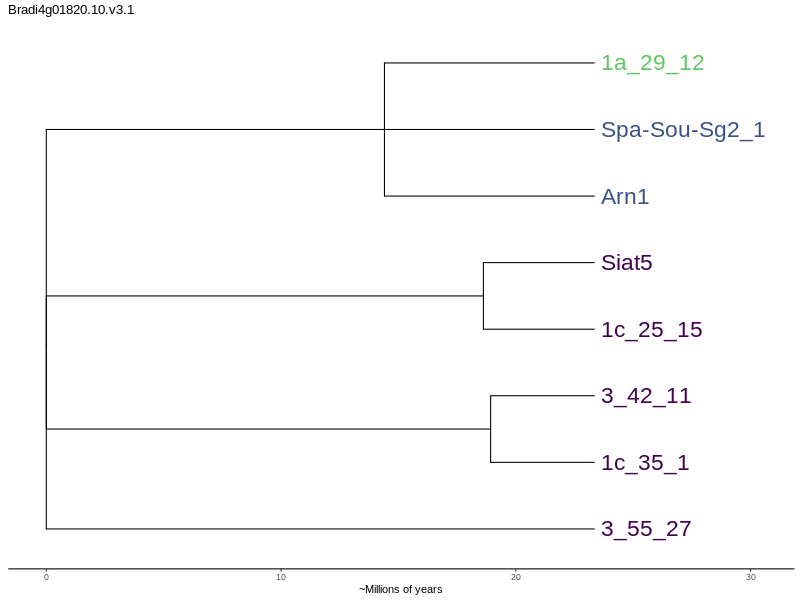 Bradi4g01820.10.v3.1
1a_29_12
Spa-Sou-Sg2_1
Arn1
Siat5
1c_25_15
3_42_11
1c_35_1
3_55_27
0 10 20 30
~Millions of years